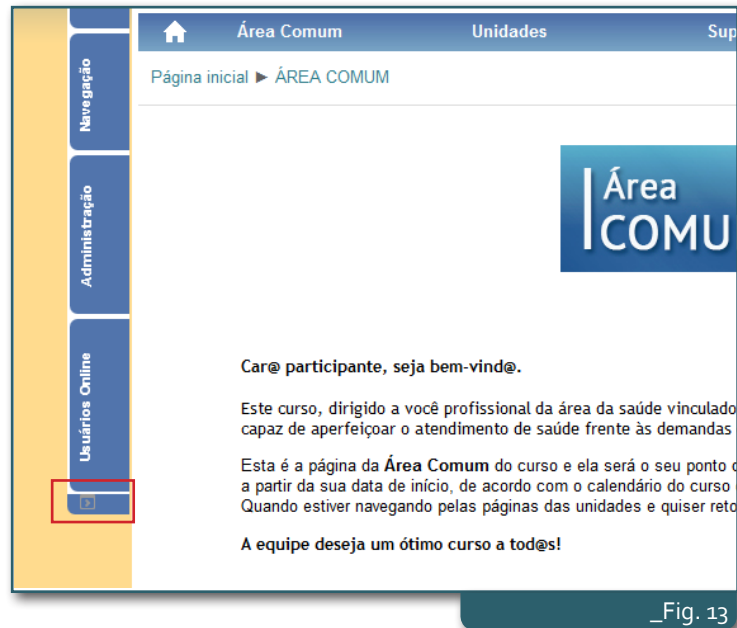 Área Comum Unidades Sup
Página inicial ► ÁREA COMUM
Navegação
Administração
Usuários Online
Área
COMU
Car@ participante, seja bem-vind@.
Este curso, dirigido a você profissional da área da saúde vinculado
capaz de aperfeiçoar o atendimento de saúde frente às demandas
Esta é a página da Área Comum do curso e ela será o seu ponto
a partir da sua data de início, de acordo com o calendário do curso
Quando estiver navegando pelas páginas das unidades e quiser reto
A equipe deseja um ótimo curso a tod@s!
_Fig. 13